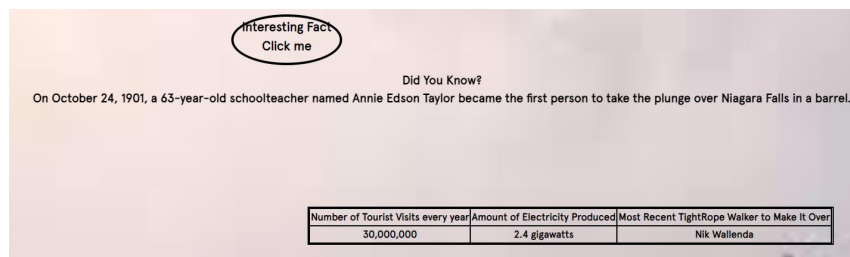 Interesting Fact
Click me
Did You Know?
On October 24, 1901, a 63-year-old schoolteacher named Annie Edson Taylor became the first person to take the plunge over Niagara Falls in a barrel.
Number of Tourist Visits every year Amount of Electricity Produced Most Recent TightRope Walker to Make It Over
30,000,000 2.4 gigawatts Nik Wallenda